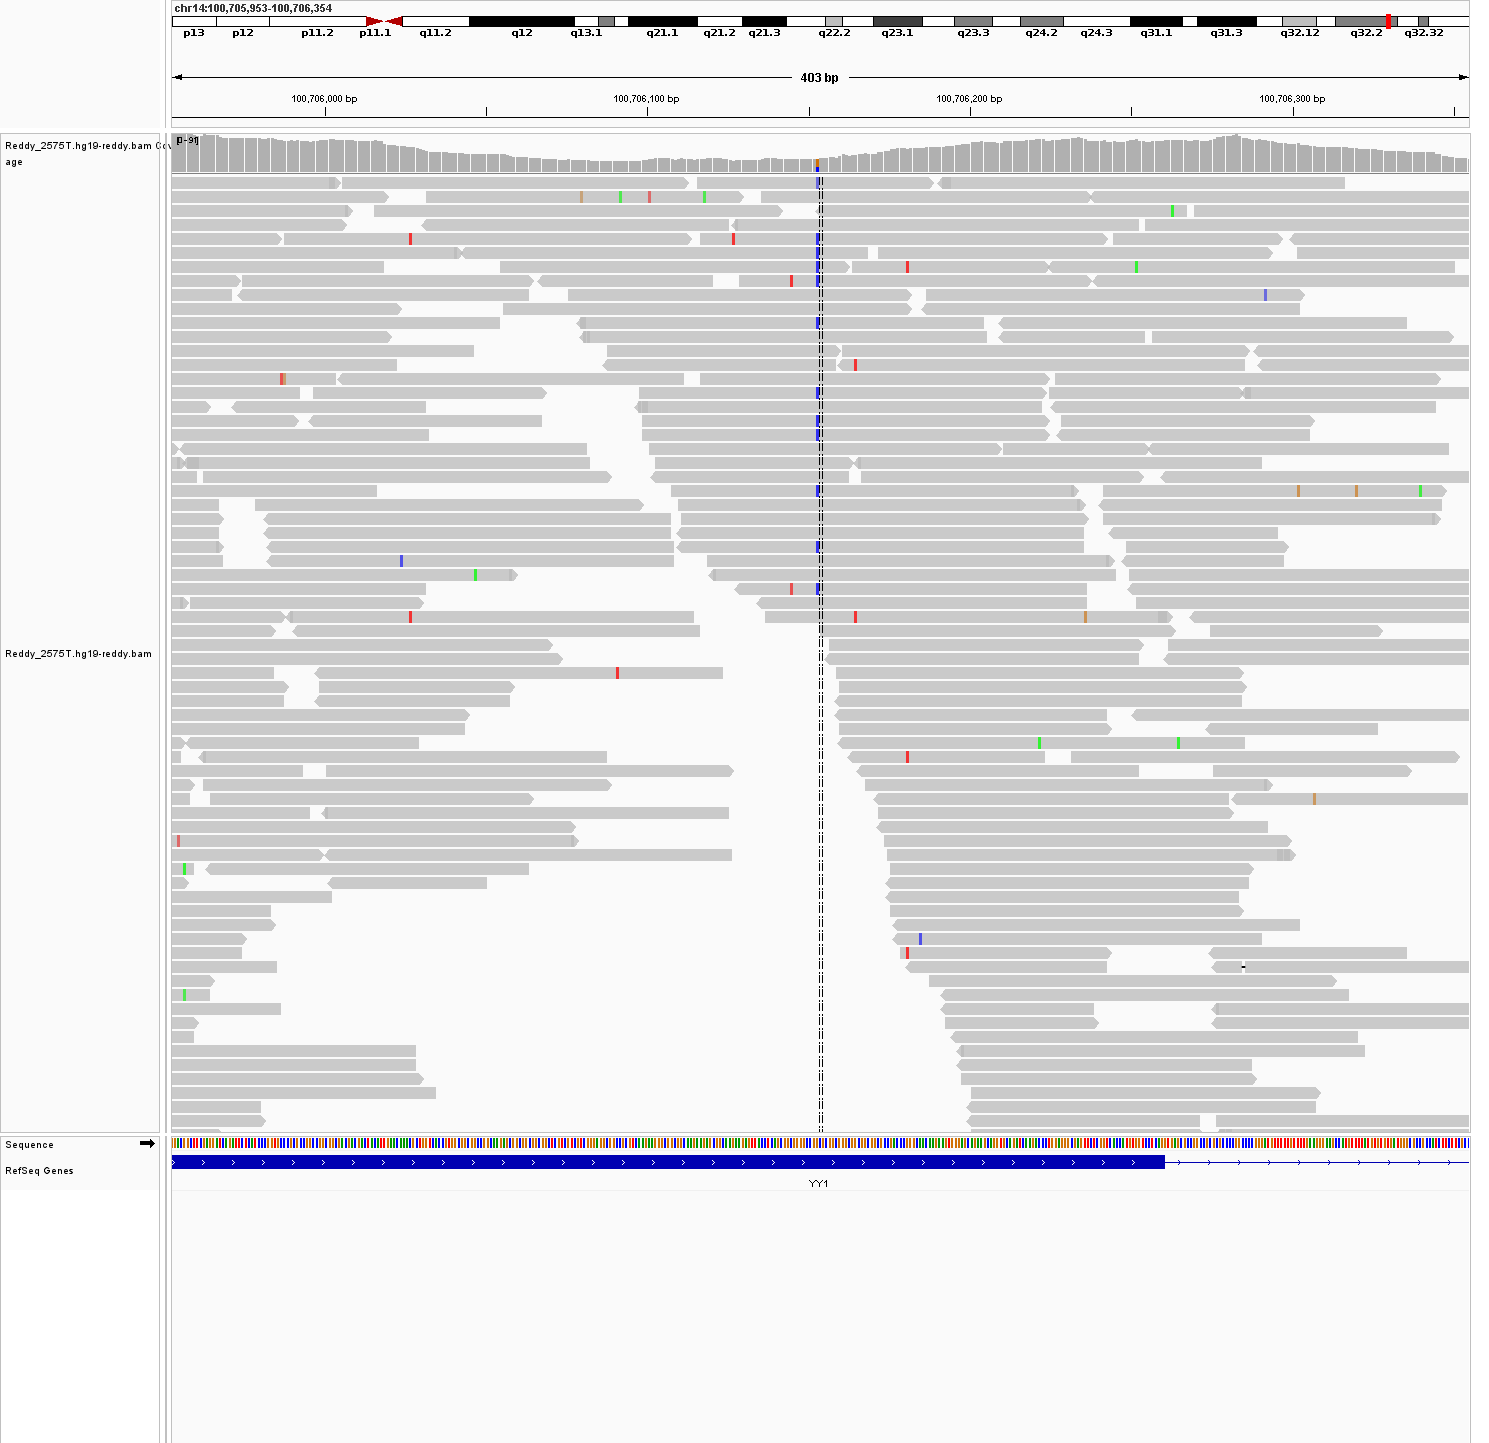 chr14:100,705,953-100,706,354
p13 p12 p11.2 p11.1 q11.2 q12 q13.1 q21.1 q21.2 q21.3 q22.2 q23.1 q23.3 q24.2 q24.3 q31.1 q31.3 q32.12 q32.2 q32.32
403 bp
100,706,000 bp 100,706,100 bp 100,706,200 bp 100,706,300 bp
Reddy_2575T.hg19-reddy.bam Cov
age
[0-91]
Reddy_2575T.hg19-reddy.bam
Sequence
RefSeq Genes
YY1